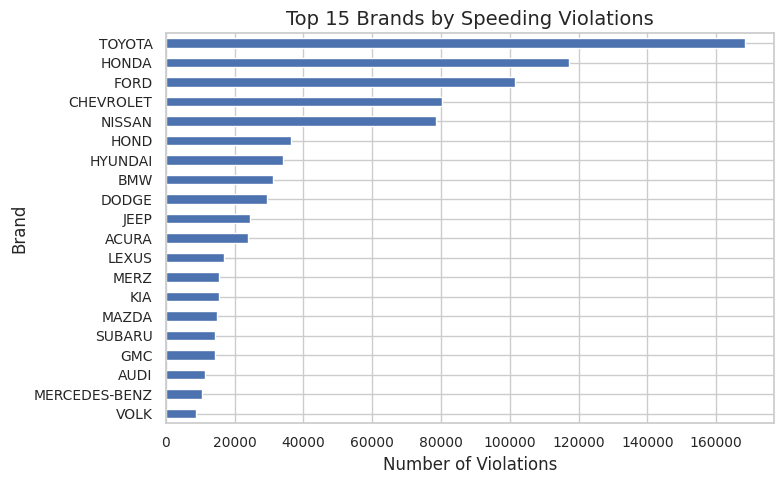 Top 15 Brands by Speeding Violations
Brand
TOYOTA
HONDA
FORD
CHEVROLET
NISSAN
HOND
HYUNDAI
BMW
DODGE
JEEP
ACURA
LEXUS
MERZ
KIA
MAZDA
SUBARU
GMC
AUDI
MERCEDES-BENZ
VOLK
0 20000 40000 60000 80000 100000 120000 140000 160000
Number of Violations